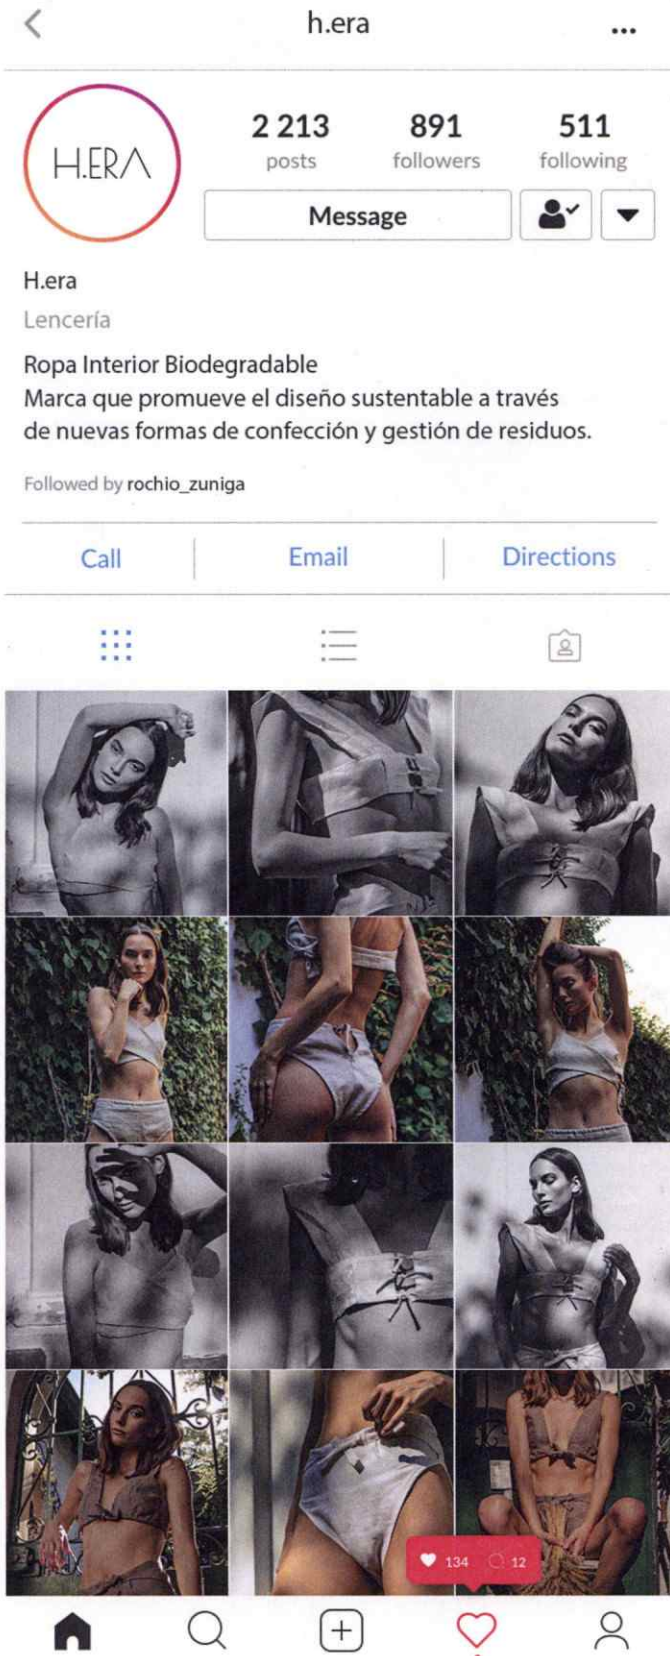 h.era
H.ERA
2 213
posts
891
followers
511
following
Message
H.era
Lencería
Ropa Interior Biodegradable
Marca que promueve el diseño sustentable a través
de nuevas formas de confección y gestión de residuos.
Followed by rochio_zuniga
Call
Email
Directions
134
12